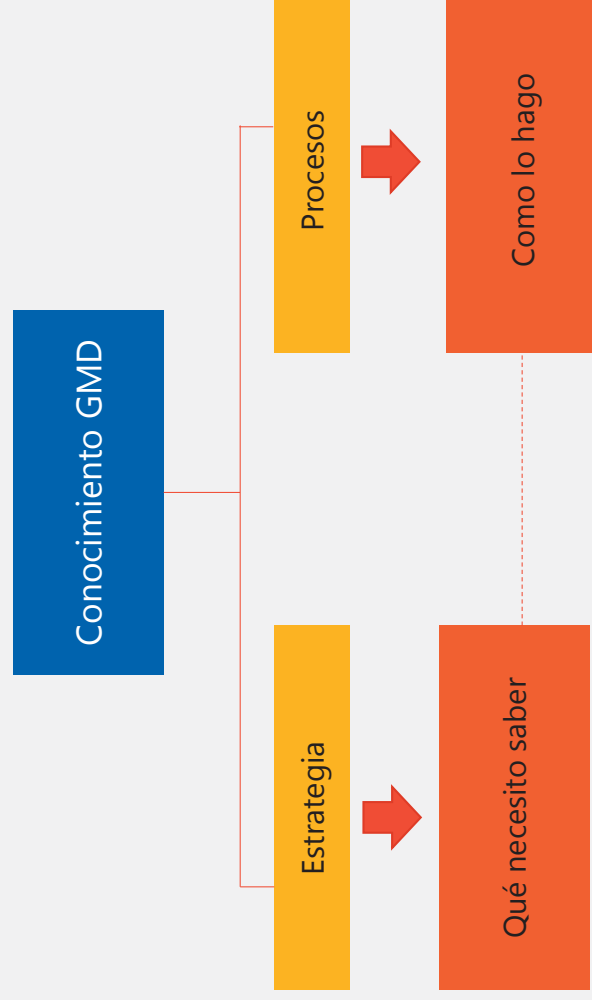 Conocimiento GMD
Estrategia
Procesos
Qué necesito saber
Como lo hago